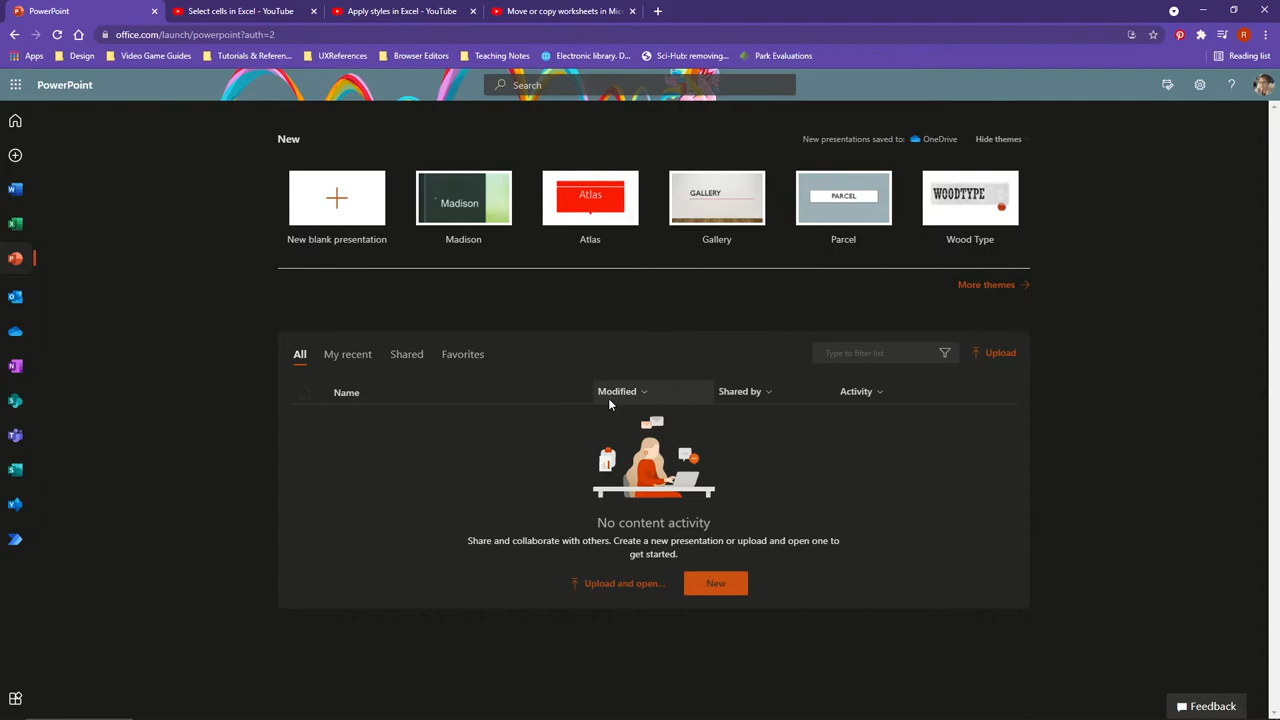 PowerPoint
Select cells in Excel - YouTube
Apply styles in Excel - YouTube
Move or copy worksheets in Mic
office.com/launch/powerpoint?auth=2
Apps
Design
Video Game Guides
Tutorials & Referen...
UXReferences
Browser Editors
Teaching Notes
Electronic library. D...
Sci-Hub: removing...
Park Evaluations
Reading list
PowerPoint
Search
New
New presentations saved to: OneDrive
Hide themes
Madison
Atlas
GALLERY
PARCEL
WOODTYPE
New blank presentation
Madison
Atlas
Gallery
Parcel
Wood Type
More themes
All
My recent
Shared
Favorites
Type to filter list
Upload
Name
Modified
Shared by
Activity
No content activity
Share and collaborate with others. Create a new presentation or upload and open one to
get started.
Upload and open...
New
Feedback